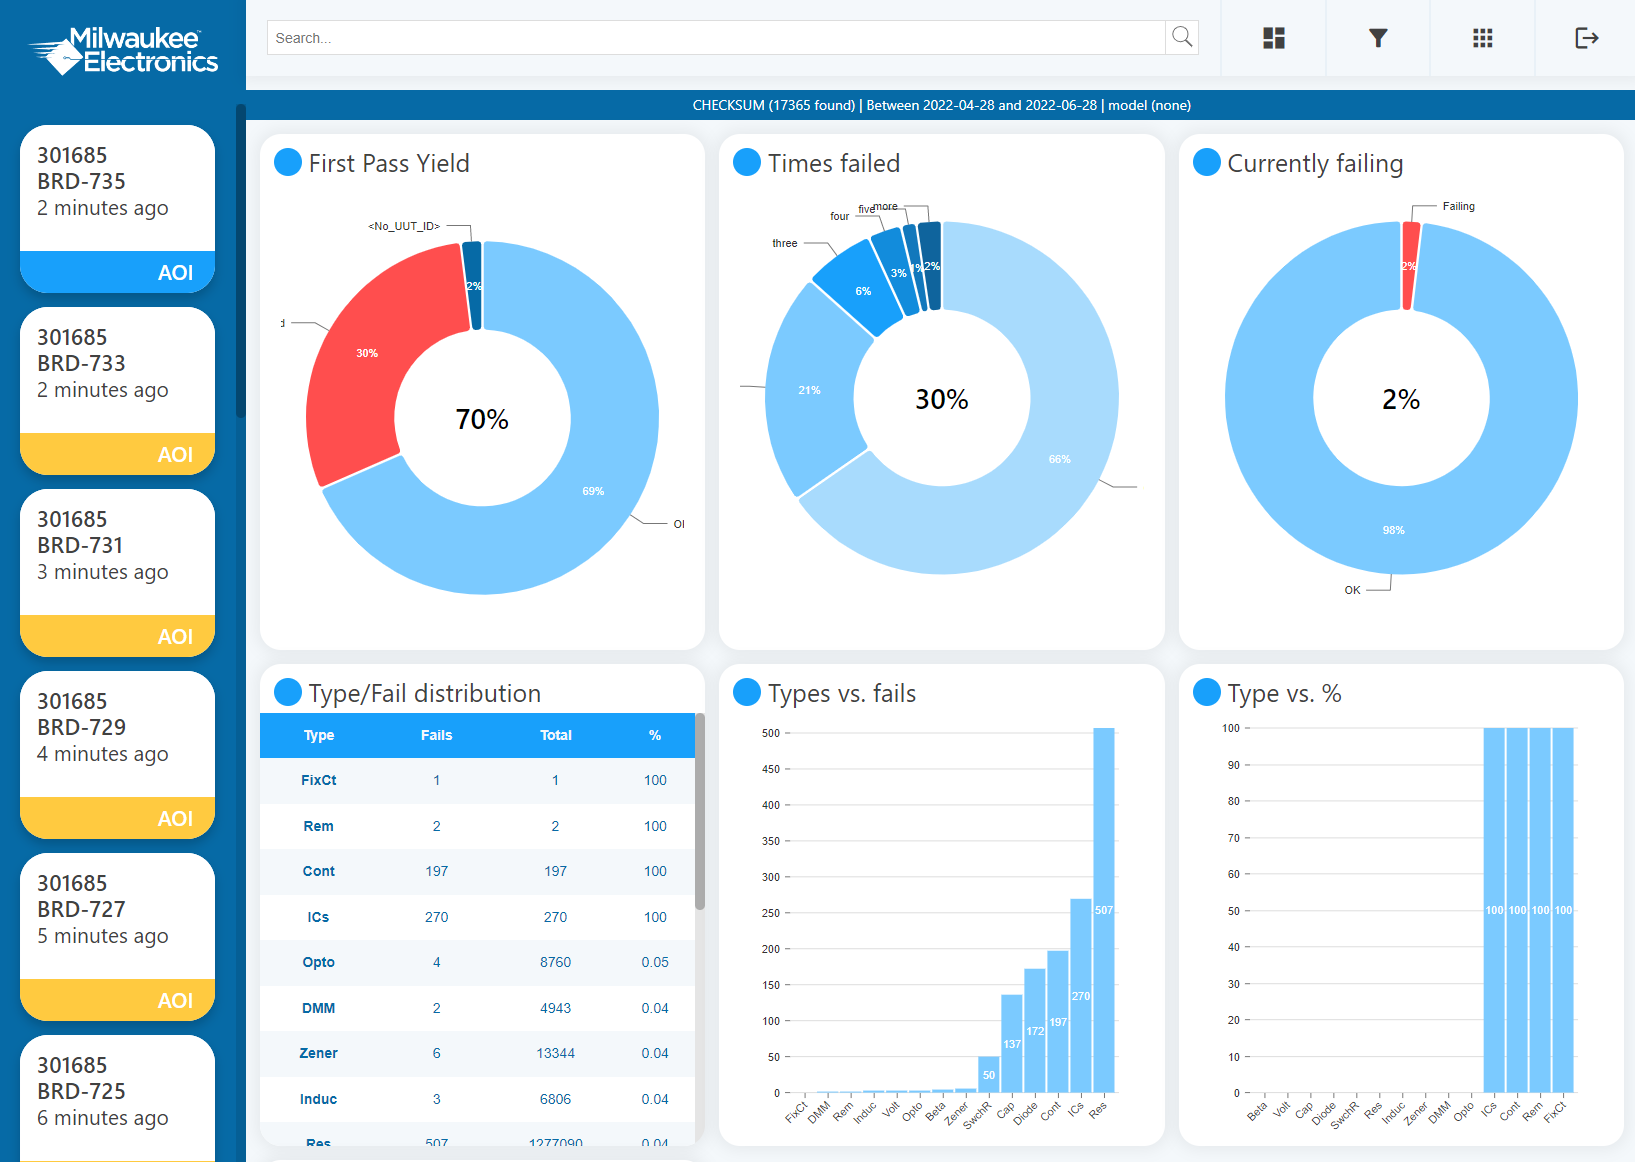 Milwaukee
Electronics
Search...
CHECKSUM (17365 found) | Between 2022-04-28 and 2022-06-28 | model (none)
301685
BRD-735
2 minutes ago
AOI
301685
BRD-733
2 minutes ago
AOI
301685
BRD-731
3 minutes ago
AOI
301685
BRD-729
4 minutes ago
AOI
301685
BRD-727
5 minutes ago
AOI
301685
BRD-725
6 minutes ago
First Pass Yield
<No_UUT_ID>
2%
d
30%
70%
69%
Times failed
more
five
four
three
2%
1%
3%
6%
21%
30%
66%
Currently failing
Failing
2%
2%
98%
OK
Type/Fail distribution
Type Fails Total %
FixCt 1 1 100
Rem 2 2 100
Cont 197 197 100
ICs 270 270 100
Opto 4 8760 0.05
DMM 2 4943 0.04
Zener 6 13344 0.04
Induc 3 6806 0.04
Res 507 1277090 0.04
Types vs. fails
500
450
400
350
300
250
200
150
100
50
0
50
137
172
197
270
507
FixCt DMM Rem Induc Volt Opto Beta Zener SwchR Cap Diode Cont ICs Res
Type vs. %
100
90
80
70
60
50
40
30
20
10
0
100 100 100 100
Beta Volt Cap Diode SwchR Res Induc Zener DMM Opto ICs Cont Rem FixCt